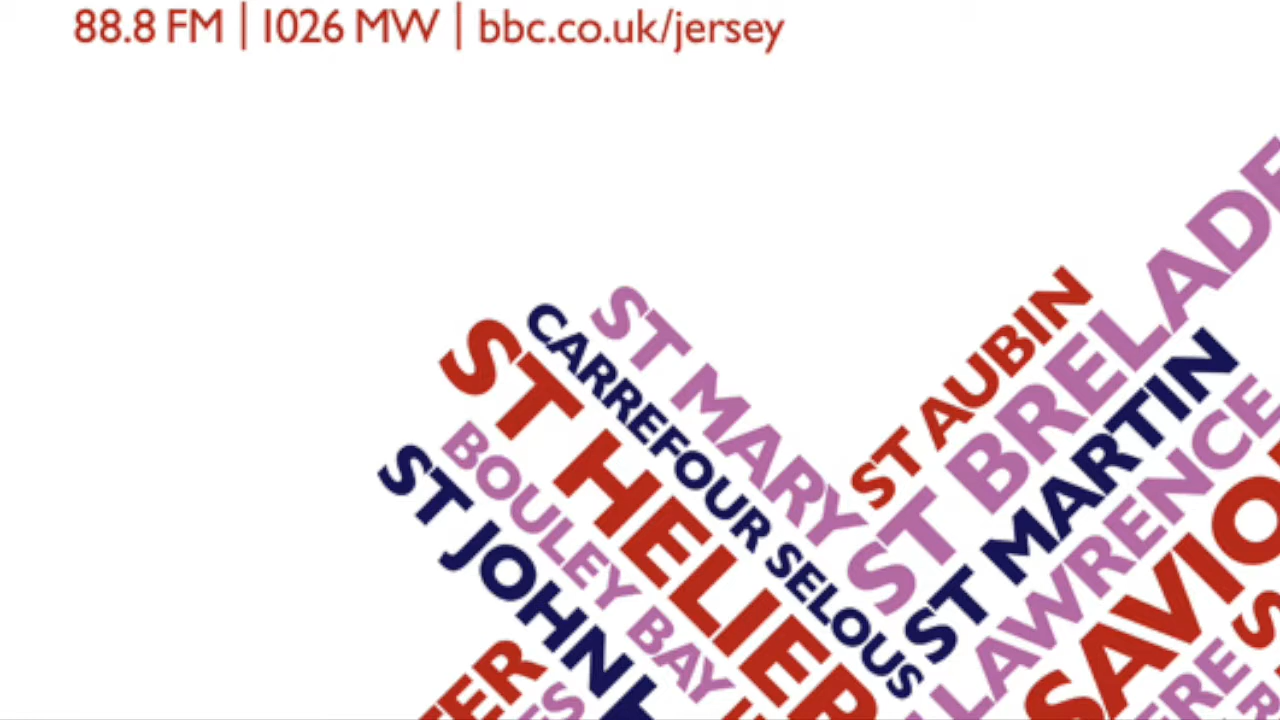 88.8 FM | 1026 MW | bbc.co.uk/jersey
ST MARY
CARREFOUR SELOUS
ST HELIER
BOULEY BAY
ST JOHN
ST AUBIN
ST BRELADE
ST MARTIN
LAWRENCE
SAVIO